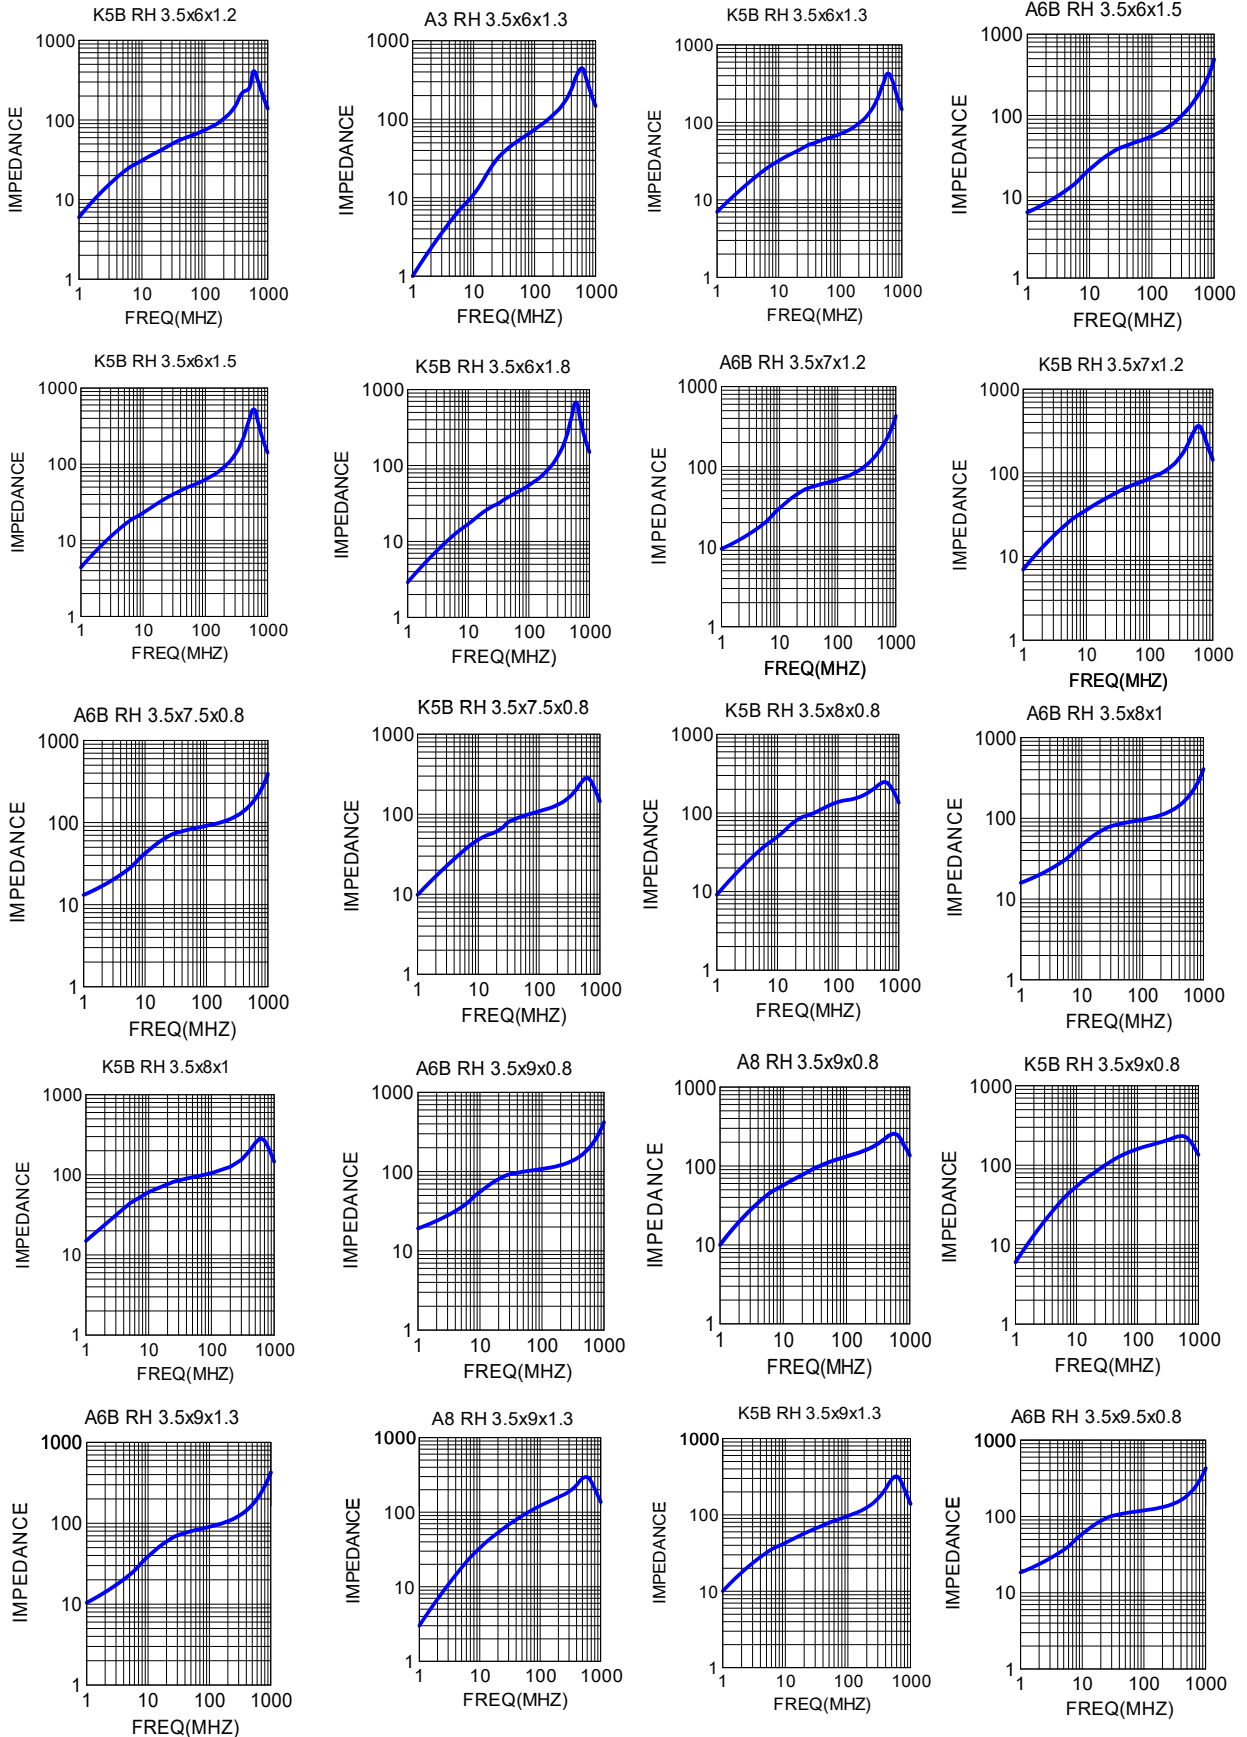 K5B RH 3.5x6x1.2
1000
100
10
1
IMPEDANCE
1 10 100 1000
FREQ(MHZ)
A3 RH 3.5x6x1.3
1000
100
10
1
IMPEDANCE
1 10 100 1000
FREQ(MHZ)
K5B RH 3.5x6x1.3
1000
100
10
1
IMPEDANCE
1 10 100 1000
FREQ(MHZ)
A6B RH 3.5x6x1.5
1000
100
10
1
IMPEDANCE
1 10 100 1000
FREQ(MHZ)
K5B RH 3.5x6x1.5
1000
100
10
1
IMPEDANCE
1 10 100 1000
FREQ(MHZ)
K5B RH 3.5x6x1.8
1000
100
10
1
IMPEDANCE
1 10 100 1000
FREQ(MHZ)
A6B RH 3.5x7x1.2
1000
100
10
1
IMPEDANCE
1 10 100 1000
FREQ(MHZ)
K5B RH 3.5x7x1.2
1000
100
10
1
IMPEDANCE
1 10 100 1000
FREQ(MHZ)
A6B RH 3.5x7.5x0.8
1000
100
10
1
IMPEDANCE
1 10 100 1000
FREQ(MHZ)
K5B RH 3.5x7.5x0.8
1000
100
10
1
IMPEDANCE
1 10 100 1000
FREQ(MHZ)
K5B RH 3.5x8x0.8
1000
100
10
1
IMPEDANCE
1 10 100 1000
FREQ(MHZ)
A6B RH 3.5x8x1
1000
100
10
1
IMPEDANCE
1 10 100 1000
FREQ(MHZ)
K5B RH 3.5x8x1
1000
100
10
1
IMPEDANCE
1 10 100 1000
FREQ(MHZ)
A6B RH 3.5x9x0.8
1000
100
10
1
IMPEDANCE
1 10 100 1000
FREQ(MHZ)
A8 RH 3.5x9x0.8
1000
100
10
1
IMPEDANCE
1 10 100 1000
FREQ(MHZ)
K5B RH 3.5x9x0.8
1000
100
10
1
IMPEDANCE
1 10 100 1000
FREQ(MHZ)
A6B RH 3.5x9x1.3
1000
100
10
1
IMPEDANCE
1 10 100 1000
FREQ(MHZ)
A8 RH 3.5x9x1.3
1000
100
10
1
IMPEDANCE
1 10 100 1000
FREQ(MHZ)
K5B RH 3.5x9x1.3
1000
100
10
1
IMPEDANCE
1 10 100 1000
FREQ(MHZ)
A6B RH 3.5x9.5x0.8
1000
100
10
1
IMPEDANCE
1 10 100 1000
FREQ(MHZ)